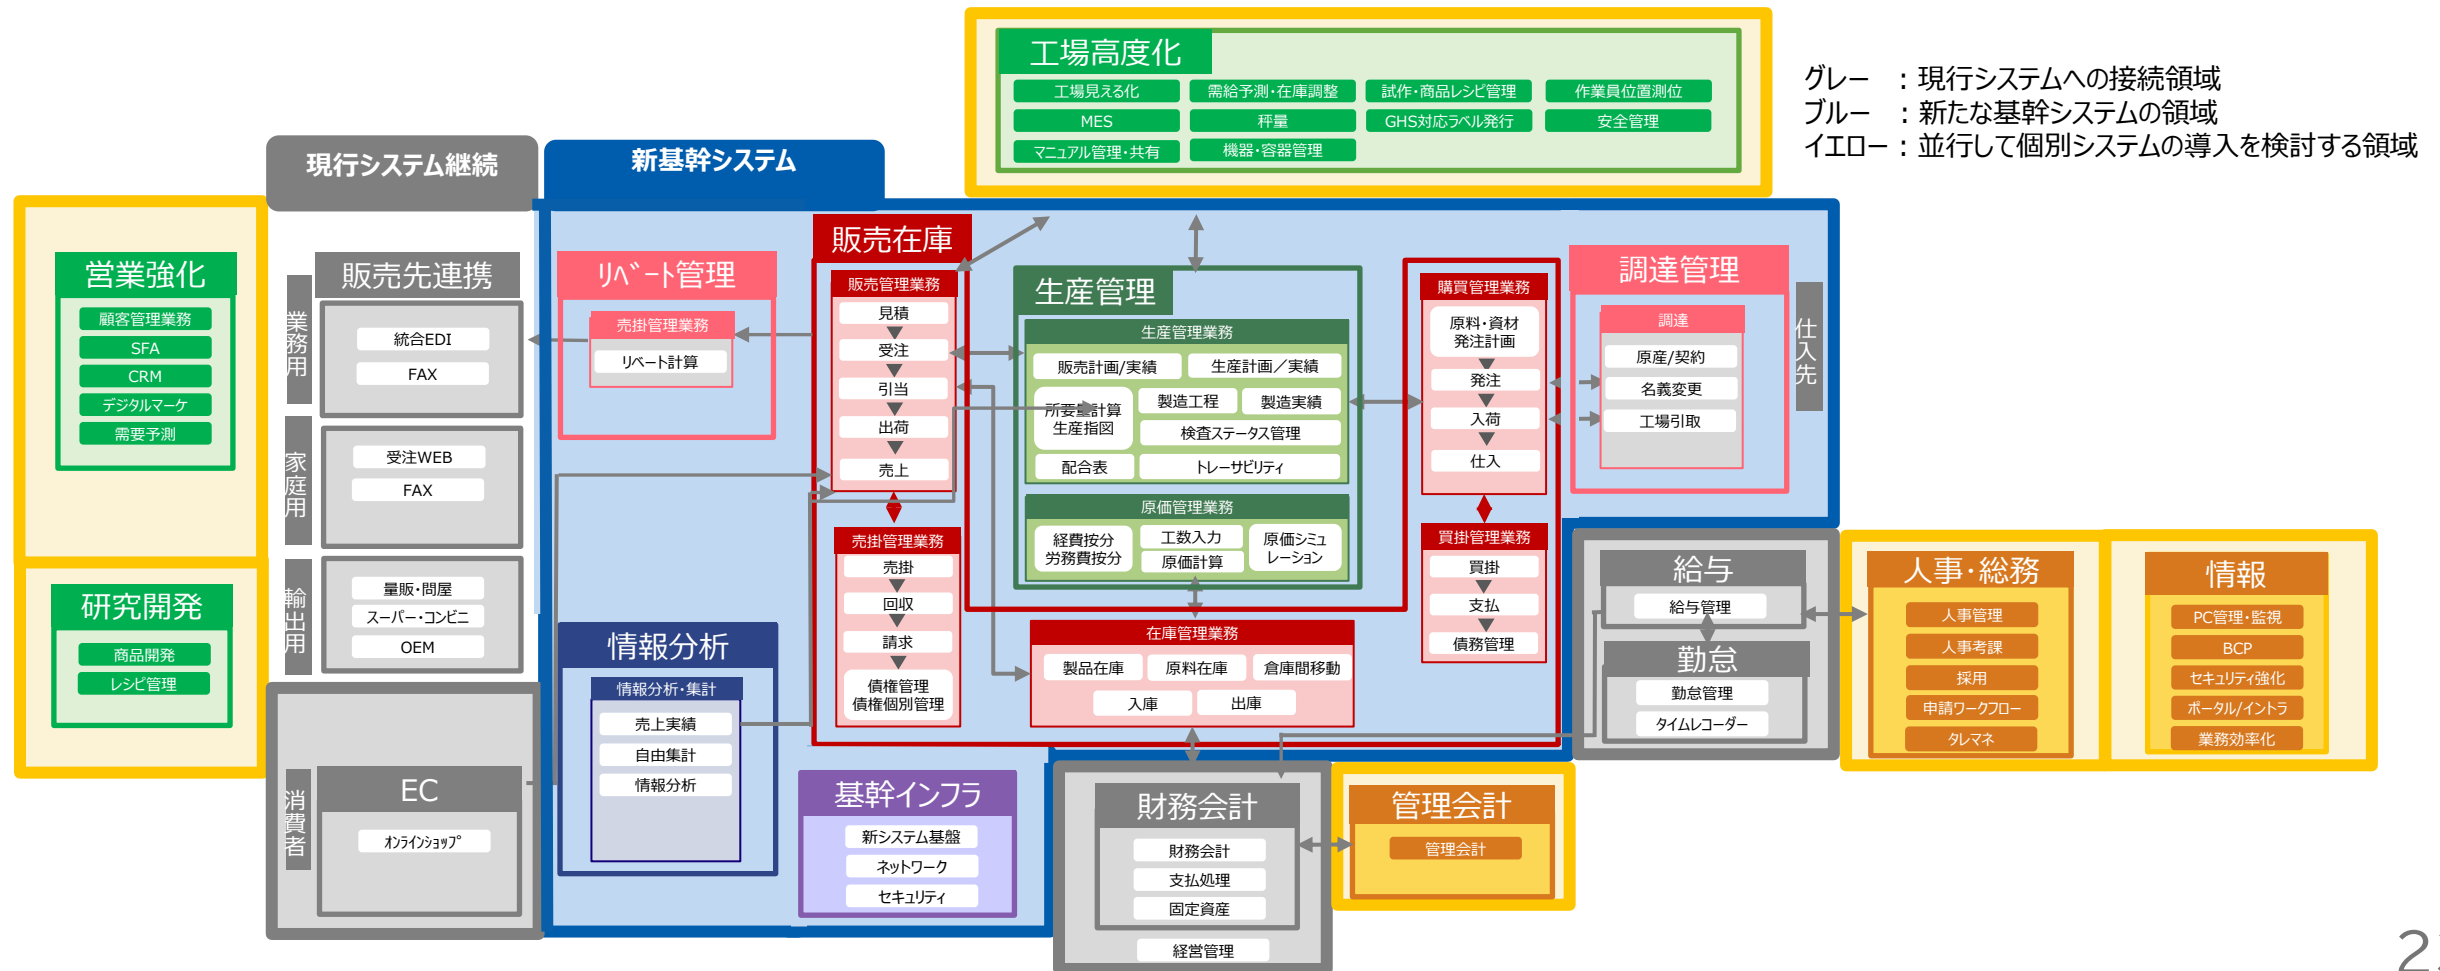 工場高度化
工場見える化
需給予測・在庫調整
試作・商品レシピ管理
作業員位置測位
MES
秤量
GHS対応ラベル発行
安全管理
マニュアル管理・共有
機器・容器管理
グレー　：現行システムへの接続領域
ブルー　：新たな基幹システムの領域
イエロー：並行して個別システムの導入を検討する領域
現行システム継続
新基幹システム
営業強化
顧客管理業務
SFA
CRM
デジタルマーケ
需要予測
研究開発
商品開発
レシピ管理
業務用
家庭用
輸出用
消費者
販売先連携
統合EDI
FAX
受注WEB
FAX
量販・問屋
スーパー・コンビニ
OEM
EC
ｵﾝﾗｲﾝｼｮｯﾌﾟ
ﾘﾍﾞｰﾄ管理
売掛管理業務
リベート計算
情報分析
情報分析・集計
売上実績
自由集計
情報分析
販売在庫
販売管理業務
見積
受注
引当
出荷
売上
売掛管理業務
売掛
回収
請求
債権管理
債権個別管理
生産管理
生産管理業務
販売計画/実績
生産計画／実績
所要量計算
生産指図
製造工程
製造実績
検査ステータス管理
配合表
トレーサビリティ
原価管理業務
経費按分
労務費按分
工数入力
原価計算
原価シミュ
レーション
在庫管理業務
製品在庫
原料在庫
倉庫間移動
入庫
出庫
購買管理業務
原料・資材
発注計画
発注
入荷
仕入
買掛管理業務
買掛
支払
債務管理
調達管理
調達
原産/契約
名義変更
工場引取
仕入先
基幹インフラ
新システム基盤
ネットワーク
セキュリティ
財務会計
財務会計
支払処理
固定資産
経営管理
管理会計
管理会計
給与
給与管理
勤怠
勤怠管理
タイムレコーダー
人事・総務
人事管理
人事考課
採用
申請ワークフロー
タレマネ
情報
PC管理・監視
BCP
セキュリティ強化
ポータル/イントラ
業務効率化